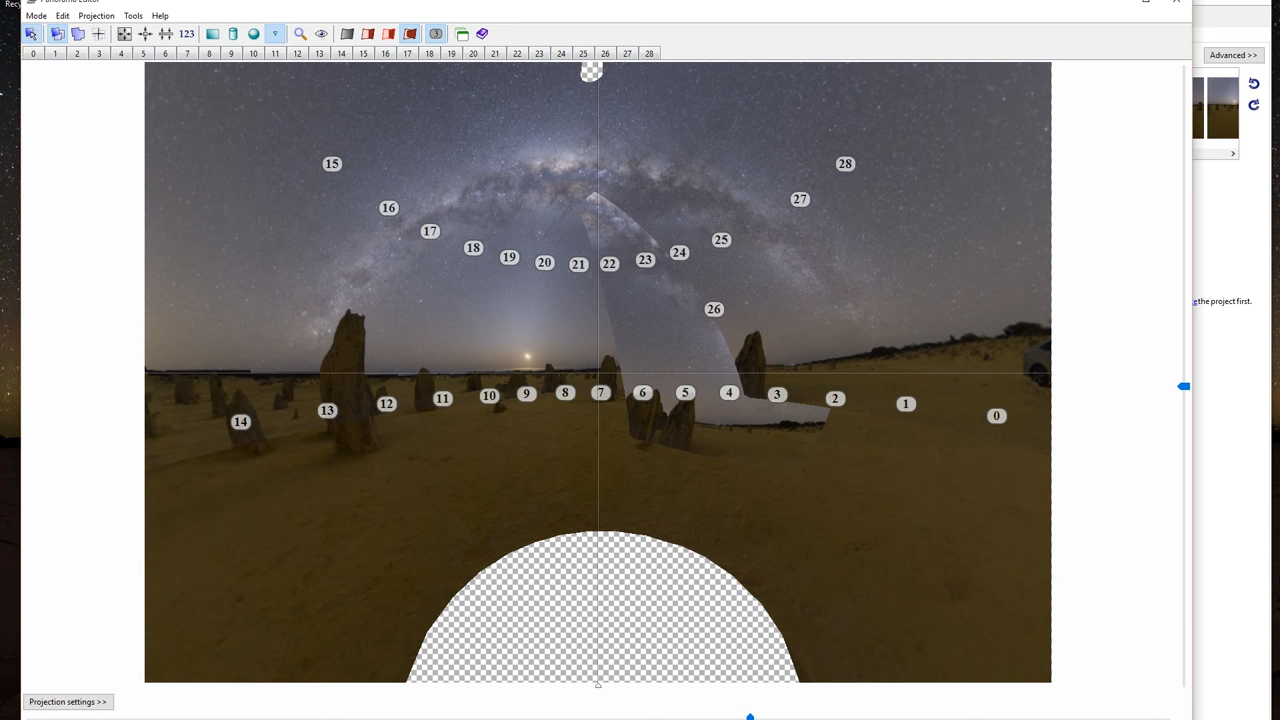 Panorama Editor
Mode Edit Projection Tools Help
123
0 1 2 3 4 5 6 7 8 9 10 11 12 13 14 15 16 17 18 19 20 21 22 23 24 25 26 27 28
Advanced >>
15 28
16 27
17 25
18 24
19 20 21 22 23
26
the project first.
14 13 12 11 10 9 8 7 6 5 4 3 2 1 0
Projection settings >>